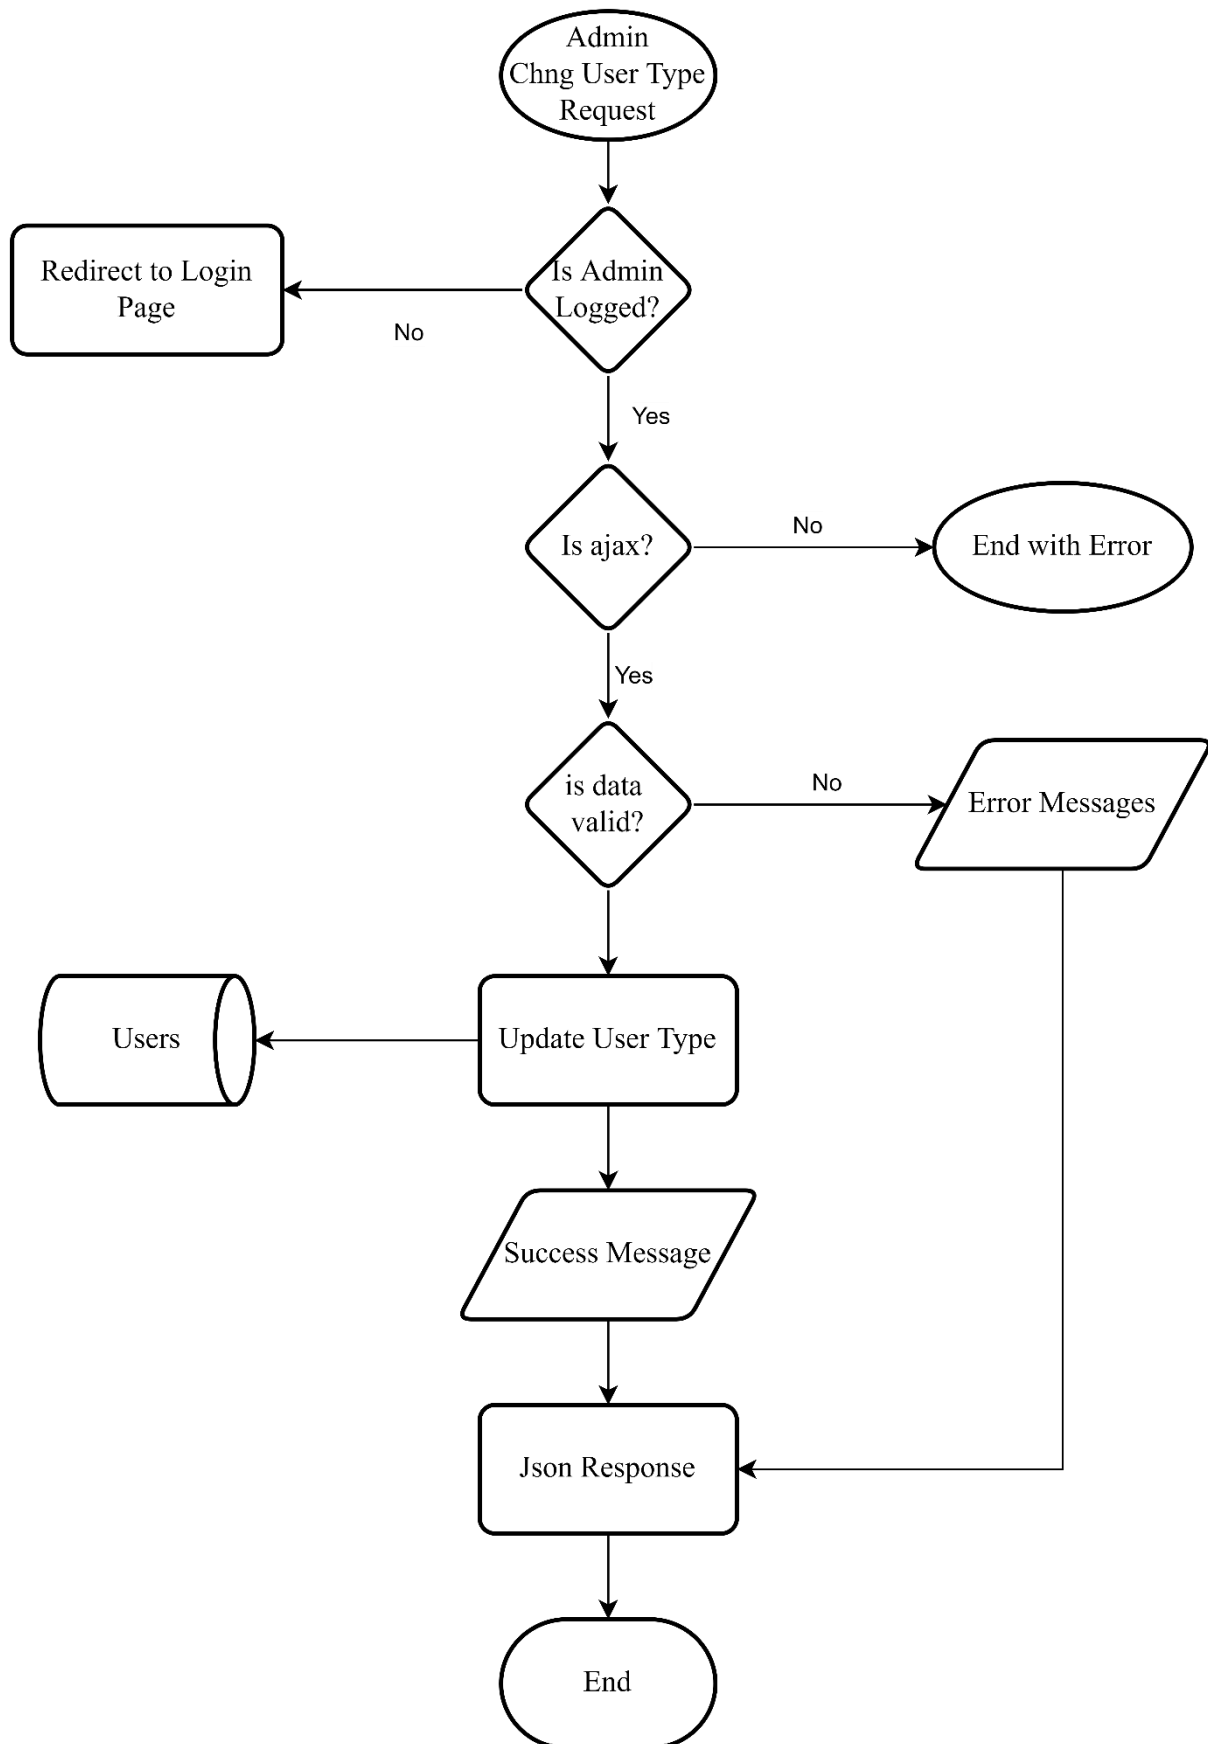 Admin
Chng User Type
Request
Is Admin
Logged?
Redirect to Login
Page
No
Yes
Is ajax?
No
End with Error
Yes
is data
valid?
No
Error Messages
Update User Type
Users
Success Message
Json Response
End